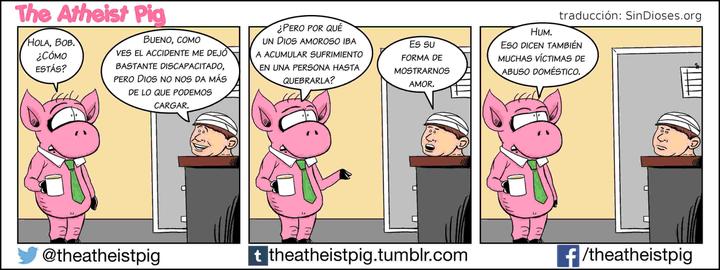 The Atheist Pig
traducción: SinDioses.org
Hola, Bob.
¿Cómo
estás?
Bueno, como
ves el accidente me dejó
bastante discapacitado,
pero Dios no nos da más
de lo que podemos
cargar.
¿Pero por qué
un Dios amoroso iba
a acumular sufrimiento
en una persona hasta
quebrarla?
Es su
forma de
mostrarnos
amor.
Hum.
Eso dicen también
muchas víctimas de
abuso doméstico.
@theatheistpig
t theatheistpig.tumblr.com
f /theatheistpig